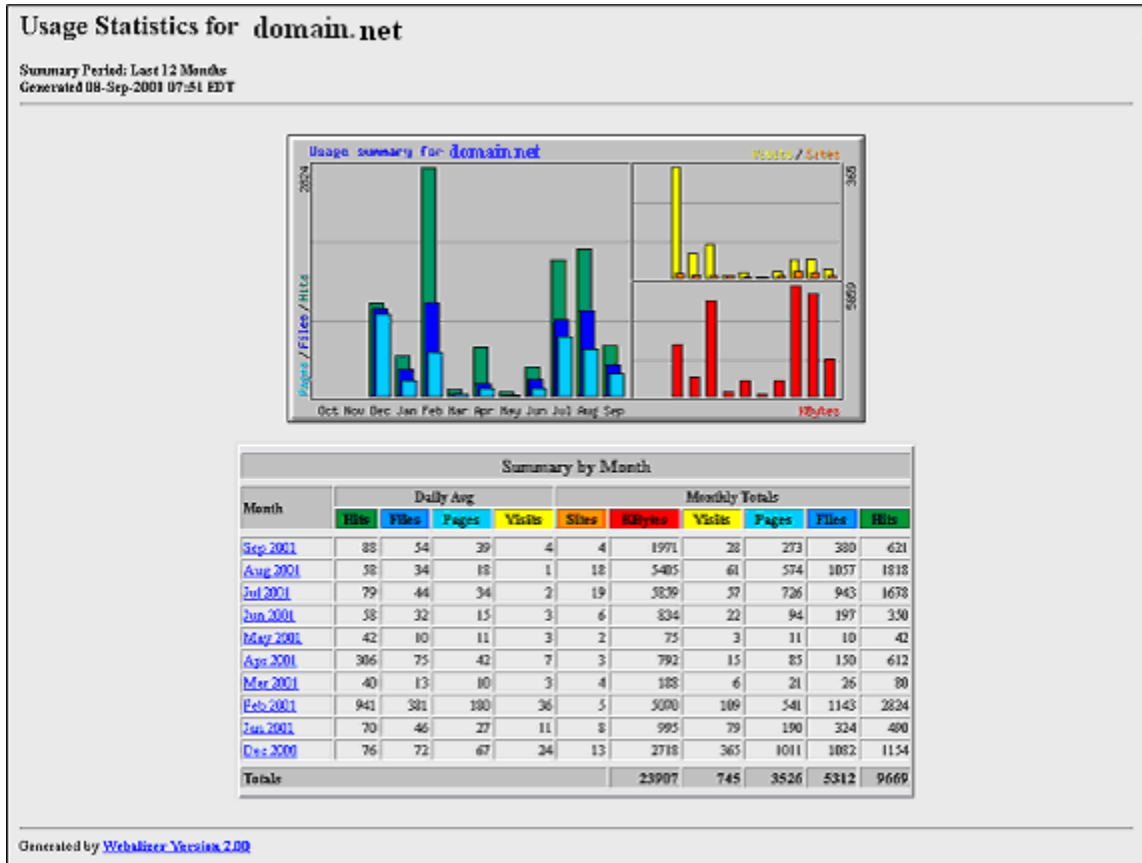 Usage Statistics for domain.net
Summary Period: Last 12 Months
Generated 08-Sep-2001 07:51 EDT
Usage summary for domain.net
Visits / Sites
2824
365
Pages / Files / Hits
5859
Oct Nov Dec Jan Feb Mar Apr May Jun Jul Aug Sep
KBytes
Summary by Month
Month Daily Avg Monthly Totals
Hits Files Pages Visits Sites KBytes Visits Pages Files Hits
Sep 2001 88 54 39 4 4 1971 28 273 380 621
Aug 2001 58 34 18 1 18 5405 61 574 1057 1818
Jul 2001 79 44 34 2 19 5859 57 726 943 1678
Jun 2001 58 32 15 3 6 834 22 94 197 350
May 2001 42 10 11 3 2 75 3 11 10 42
Apr 2001 306 75 42 7 3 792 15 85 150 612
Mar 2001 40 13 10 3 4 188 6 21 26 80
Feb 2001 941 381 180 36 5 5070 109 541 1143 2824
Jan 2001 70 46 27 11 8 995 79 190 324 490
Dec 2000 76 72 67 24 13 2718 365 1011 1082 1154
Totals 23907 745 3526 5312 9669
Generated by Webalizer Version 2.00